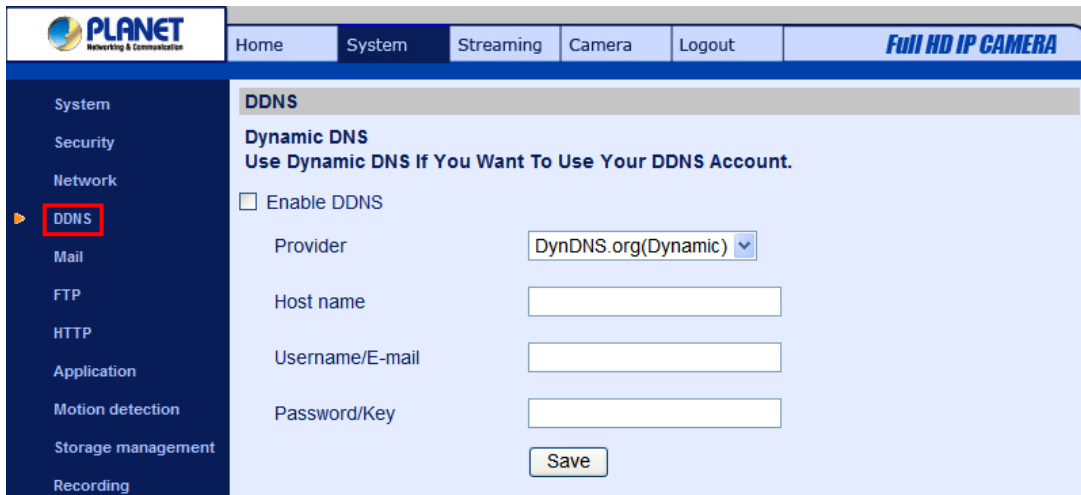 PLANET
Networking & Communication
Home System Streaming Camera Logout Full HD IP CAMERA
System
Security
Network
DDNS
Mail
FTP
HTTP
Application
Motion detection
Storage management
Recording
DDNS
Dynamic DNS
Use Dynamic DNS If You Want To Use Your DDNS Account.
Enable DDNS
Provider DynDNS.org(Dynamic)
Host name
Username/E-mail
Password/Key
Save